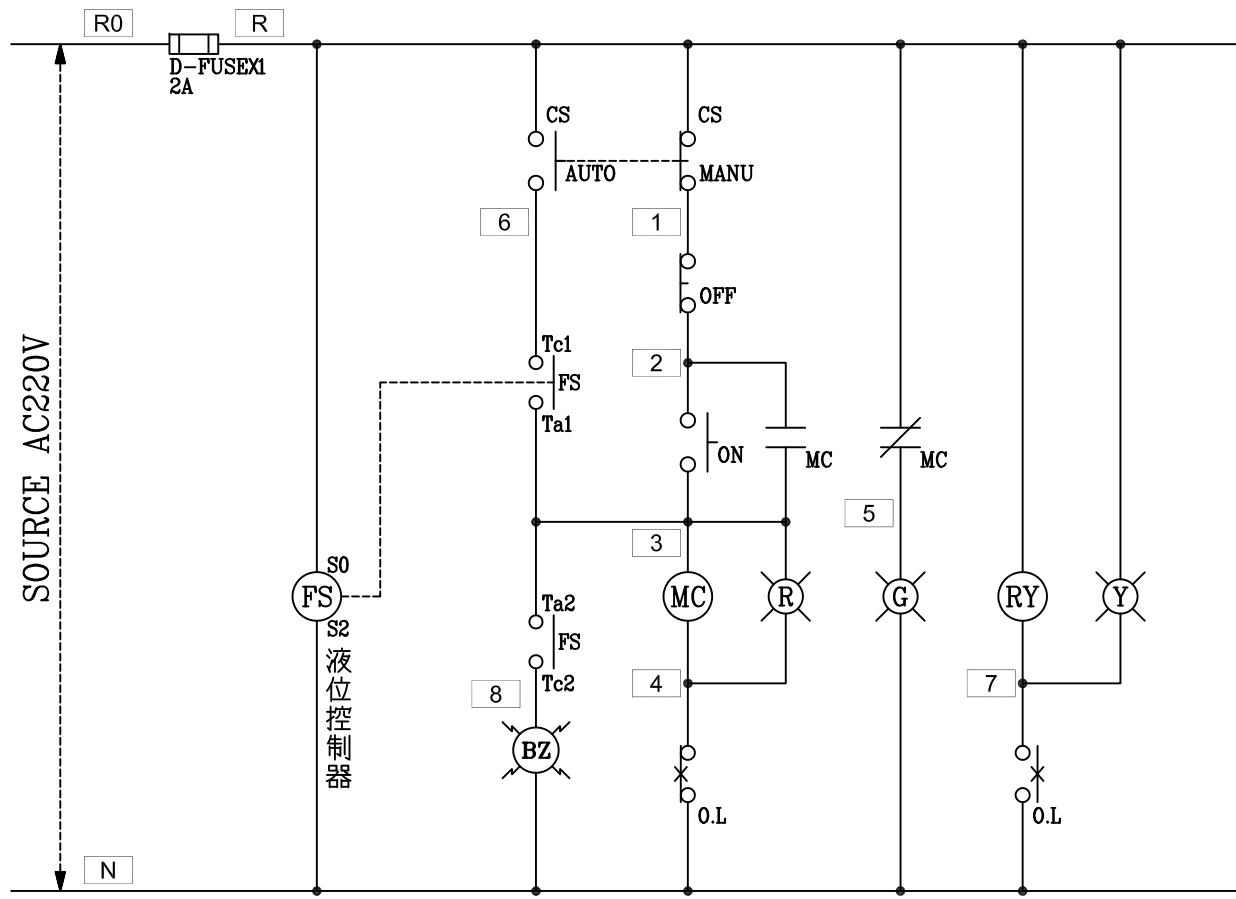 R0
R
D-FUSEX1
2A
CS
CS
AUTO
MANU
6
1
OFF
Tc1
2
FS
Ta1
ON
MC
MC
SOURCE AC220V
5
3
S0
FS
MC
R
G
RY
Y
S2
Ta2
FS
液位控制器
Tc2
8
4
7
BZ
O.L
O.L
N